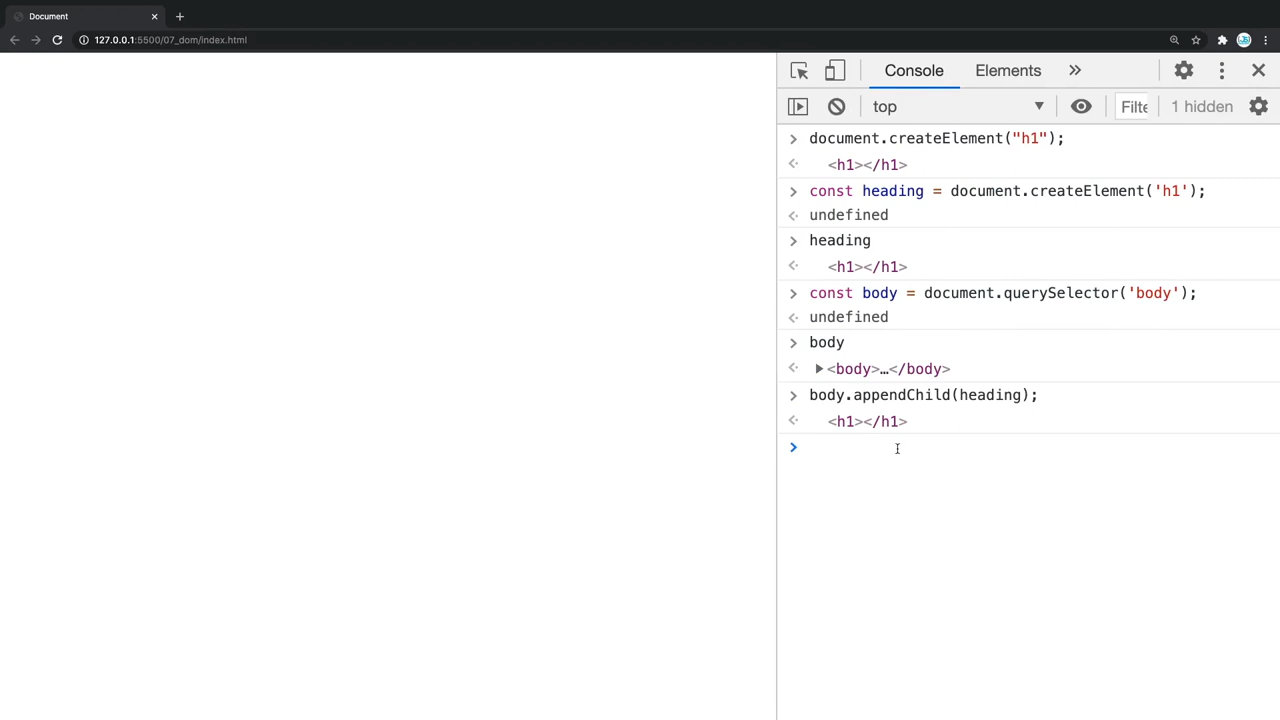 Document
127.0.0.1:5500/07_dom/index.html
Console Elements
top Filte 1 hidden
document.createElement("h1");
<h1></h1>
const heading = document.createElement('h1');
undefined
heading
<h1></h1>
const body = document.querySelector('body');
undefined
body
<body>…</body>
body.appendChild(heading);
<h1></h1>